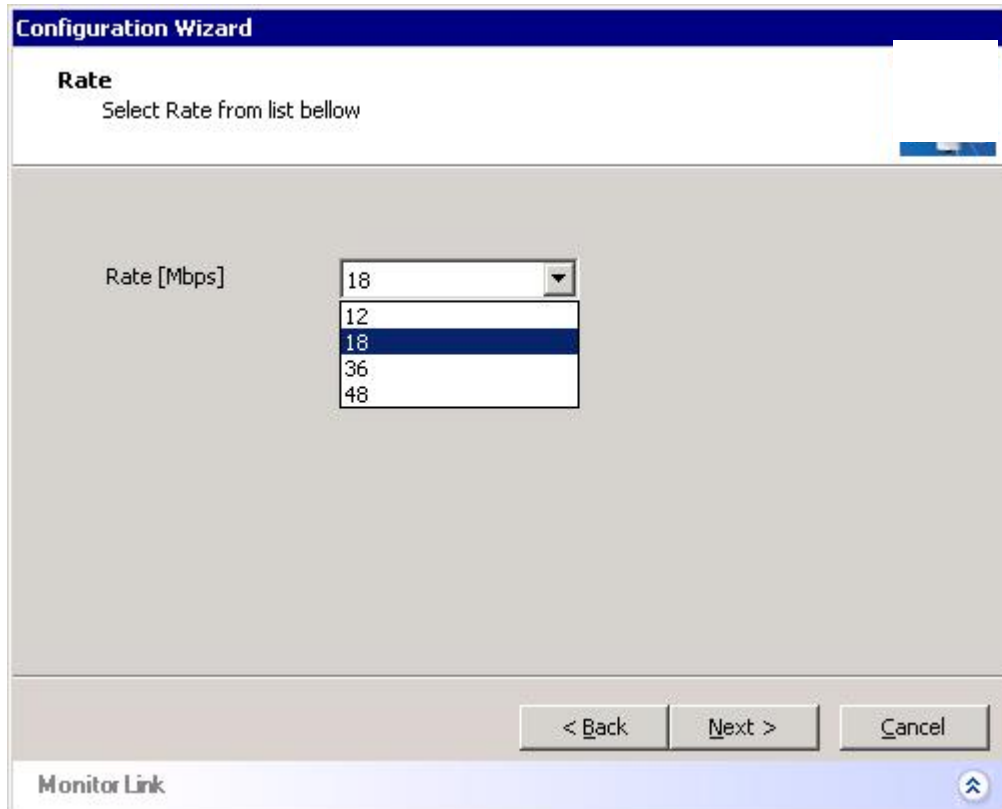 Configuration Wizard
Rate
Select Rate from list bellow
Rate [Mbps]
18
12
18
36
48
< Back
Next >
Cancel
Monitor Link